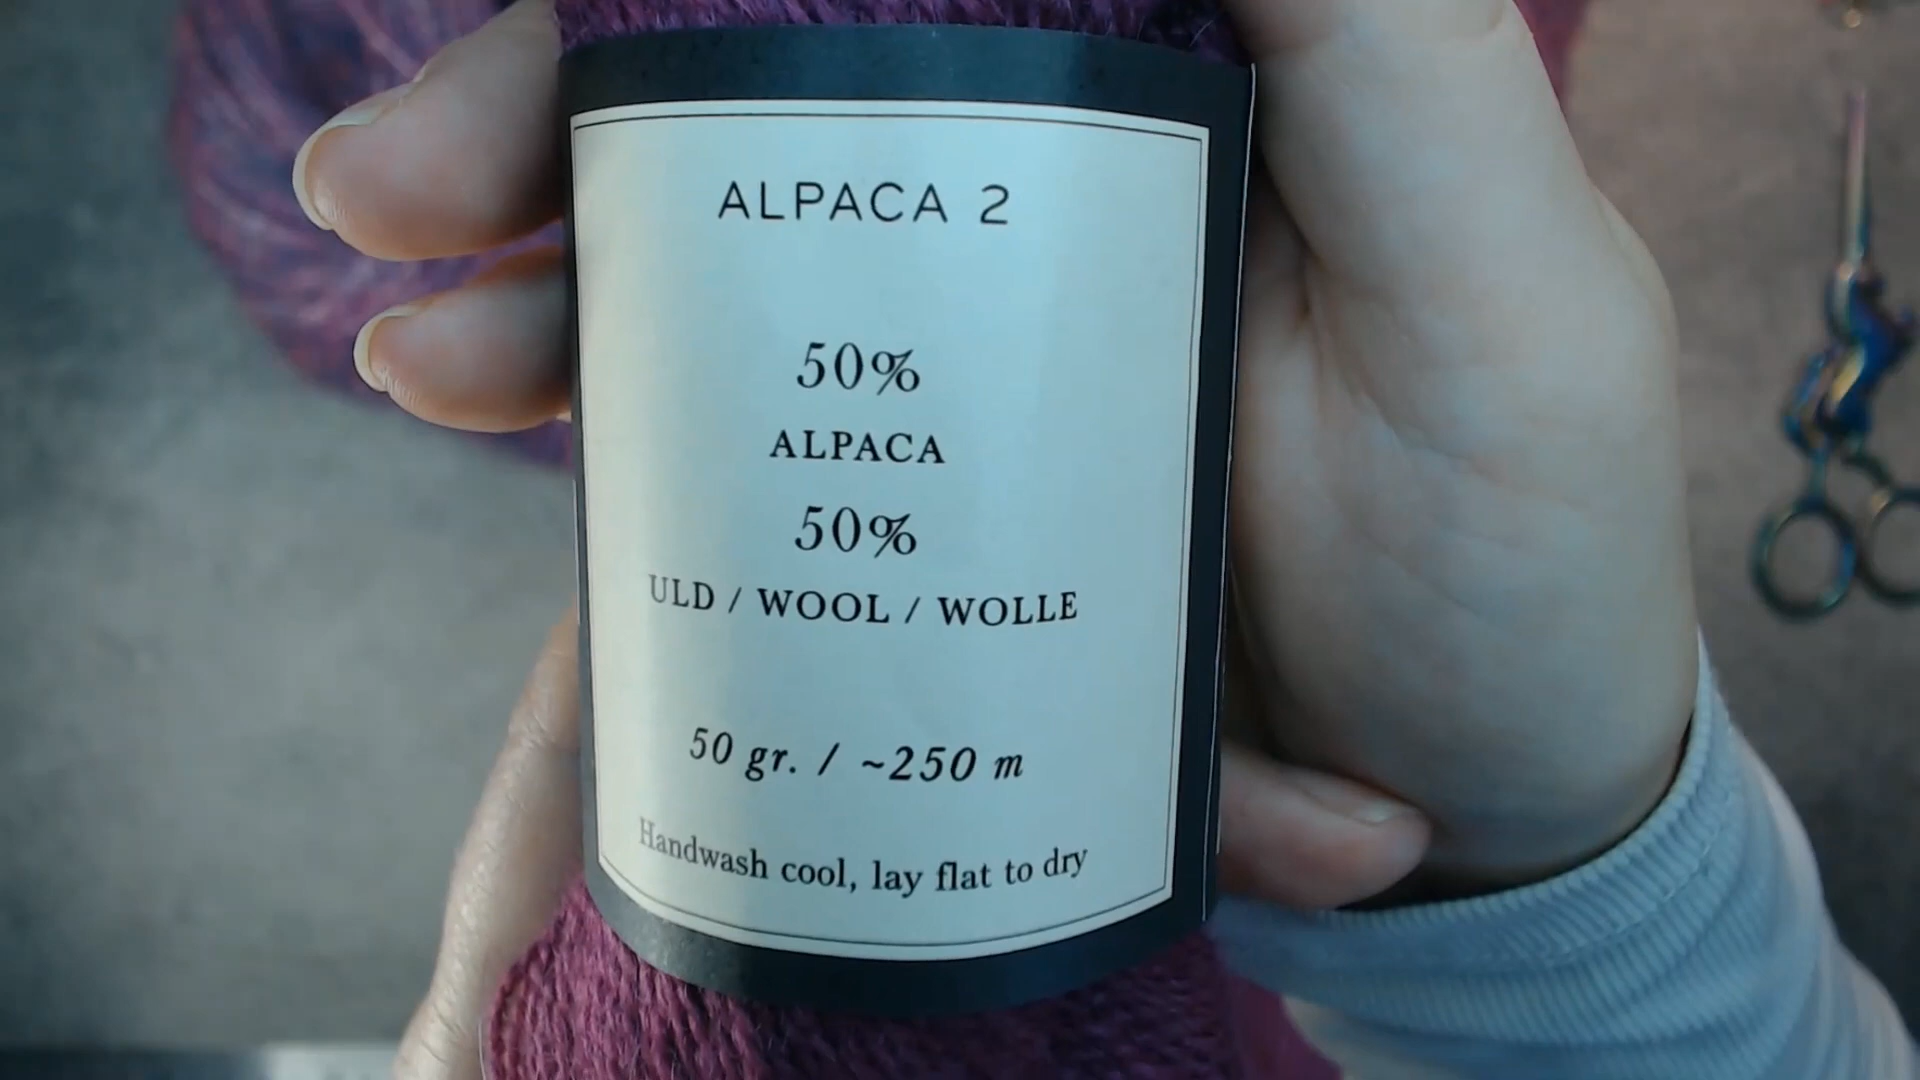 ALPACA 2
50%
ALPACA
50%
ULD / WOOL / WOLLE
50 gr. / ~250 m
Handwash cool, lay flat to dry